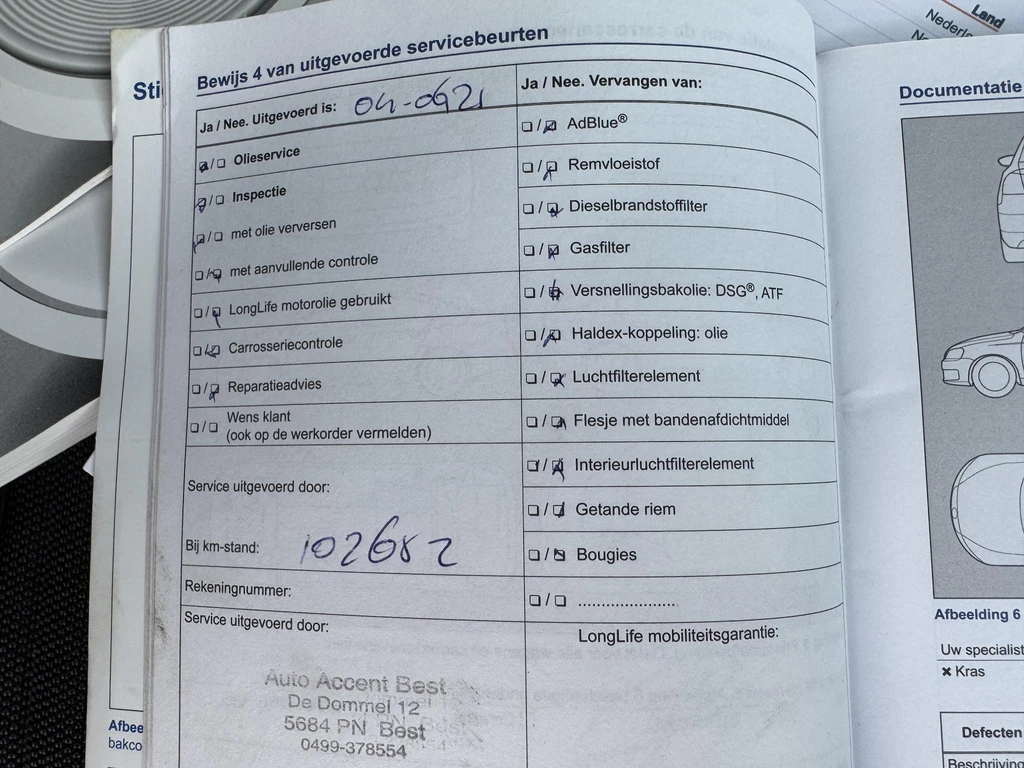 Bewijs 4 van uitgevoerde servicebeurten
Ja / Nee. Uitgevoerd is: 04-0621
Olieservice
Inspectie
met olie verversen
met aanvullende controle
LongLife motorolie gebruikt
Carrosseriecontrole
Reparatieadvies
Wens klant
(ook op de werkorder vermelden)
Service uitgevoerd door:
Bij km-stand: 102682
Rekeningnummer:
Service uitgevoerd door:
Auto Accent Best
De Dommel 12
5684 PN Best
0499-378554
Ja / Nee. Vervangen van:
AdBlue®
Remvloeistof
Dieselbrandstoffilter
Gasfilter
Versnellingsbakolie: DSG®, ATF
Haldex-koppeling: olie
Luchtfilterelement
Flesje met bandenafdichtmiddel
Interieurluchtfilterelement
Getande riem
Bougies
......................
LongLife mobiliteitsgarantie:
Sti
Afbee
bakco
Land
Nederl
Documentatie
Afbeelding 6
Uw specialist
× Kras
Defecten
Beschrijving